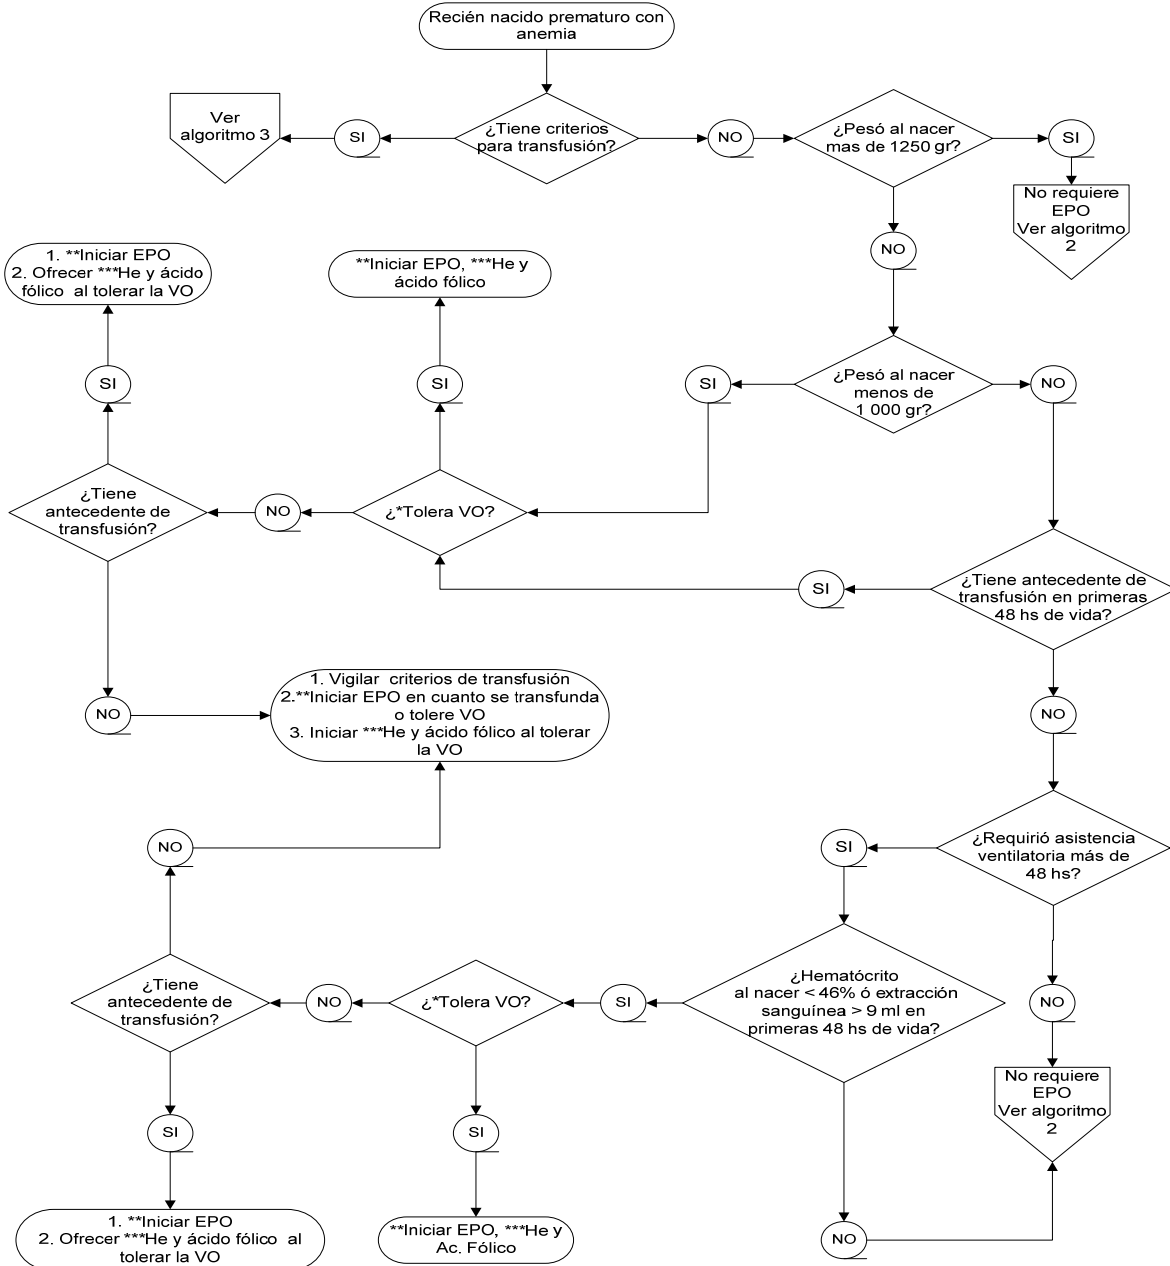 Recién nacido prematuro con
anemia
Ver
algoritmo 3
SI
¿Tiene criterios
para transfusión?
NO
¿Pesó al nacer
mas de 1250 gr?
SI
No requiere
EPO
Ver algoritmo
2
NO
1. **Iniciar EPO
2. Ofrecer ***He y ácido
fólico al tolerar la VO
**Iniciar EPO, ***He y
ácido fólico
SI
SI
SI
¿Pesó al nacer
menos de
1 000 gr?
NO
¿Tiene
antecedente de
transfusión?
NO
¿*Tolera VO?
SI
¿Tiene antecedente de
transfusión en primeras
48 hs de vida?
NO
1. Vigilar criterios de transfusión
2.**Iniciar EPO en cuanto se transfunda
o tolere VO
3. Iniciar ***He y ácido fólico al tolerar
la VO
NO
NO
SI
¿Requirió asistencia
ventilatoria más de
48 hs?
¿Tiene
antecedente de
transfusión?
NO
¿*Tolera VO?
SI
¿Hematócrito
al nacer < 46% ó extracción
sanguínea > 9 ml en
primeras 48 hs de vida?
NO
No requiere
EPO
Ver algoritmo
2
SI
SI
1. **Iniciar EPO
2. Ofrecer ***He y ácido fólico al
tolerar la VO
**Iniciar EPO, ***He y
Ac. Fólico
NO